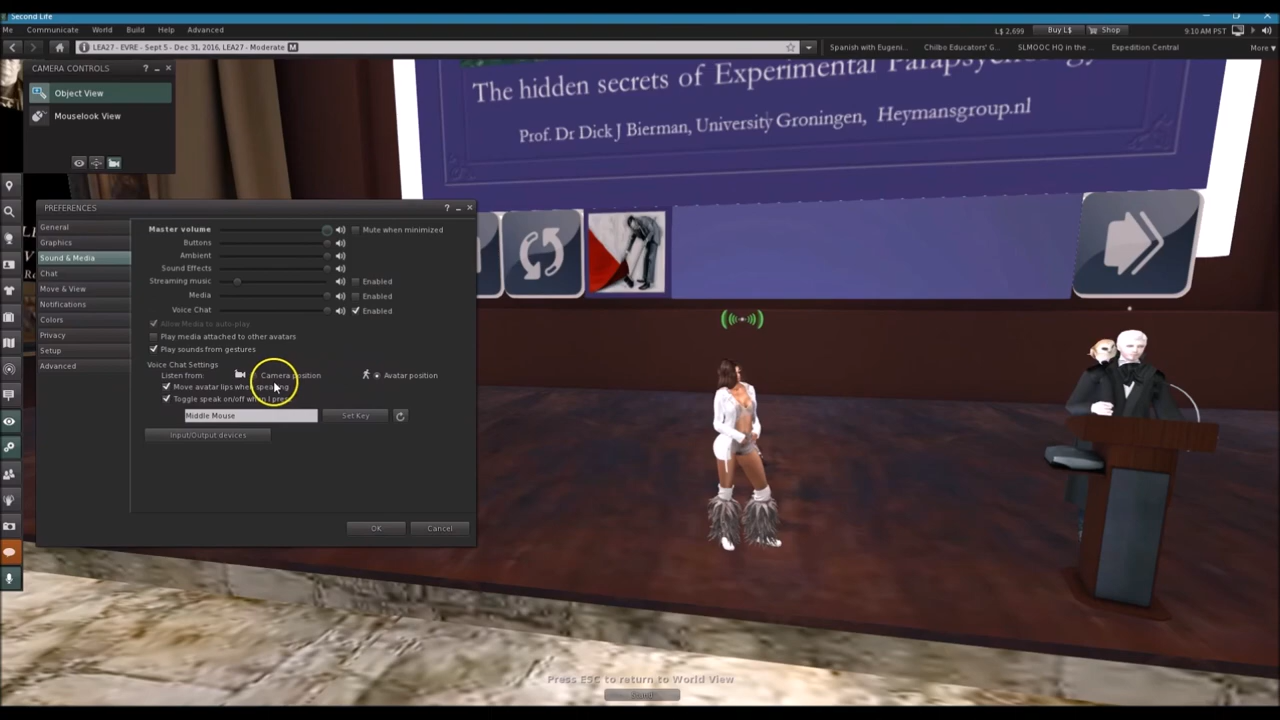 Second Life
Me Communicate World Build Help Advanced
L$ 2,699 Buy L$ Shop 9:10 AM PST
LEA27 - EVRE - Sept 5 - Dec 31, 2016, LEA27 - Moderate M
Spanish with Eugeni... Chilbo Educators' G... SLMOOC HQ in the ... Expedition Central More
CAMERA CONTROLS ?
Object View
Mouselook View
The hidden secrets of Experimental Parapsychology
Prof. Dr Dick J Bierman, University Groningen, Heymansgroup.nl
PREFERENCES ?
General
Graphics
Sound & Media
Chat
Move & View
Notifications
Colors
Privacy
Setup
Advanced
Master volume Mute when minimized
Buttons
Ambient
Sound Effects
Streaming music Enabled
Media Enabled
Voice Chat Enabled
Allow Media to auto-play
Play media attached to other avatars
Play sounds from gestures
Voice Chat Settings
Listen from: Camera position Avatar position
Move avatar lips when speaking
Toggle speak on/off when I press
Middle Mouse Set Key
Input/Output devices
OK Cancel
Press ESC to return to World View